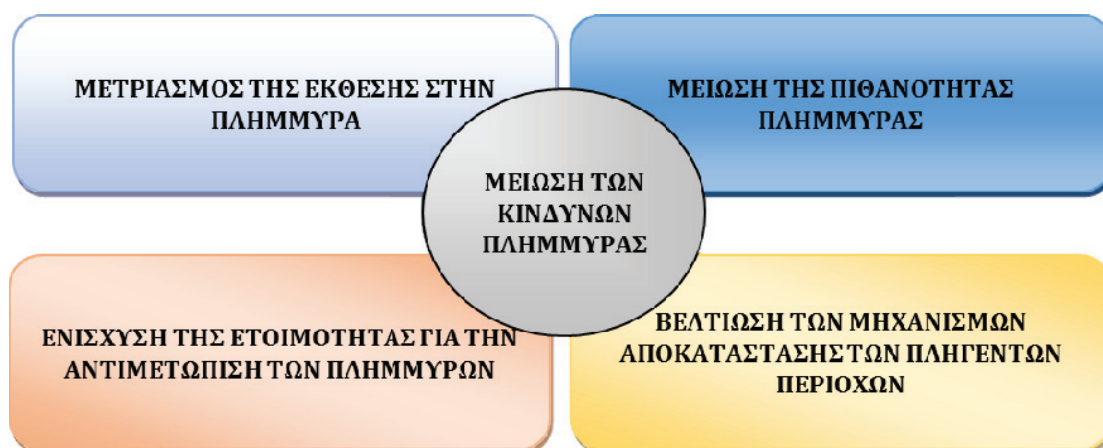 ΜΕΤΡΙΑΣΜΟΣ ΤΗΣ ΕΚΘΕΣΗΣ ΣΤΗΝ
ΠΛΗΜΜΥΡΑ
ΜΕΙΩΣΗ ΤΗΣ ΠΙΘΑΝΟΤΗΤΑΣ
ΠΛΗΜΜΥΡΑΣ
ΜΕΙΩΣΗ ΤΩΝ
ΚΙΝΔΥΝΩΝ
ΠΛΗΜΜΥΡΑΣ
ΕΝΙΣΧΥΣΗ ΤΗΣ ΕΤΟΙΜΟΤΗΤΑΣ ΓΙΑ ΤΗΝ
ΑΝΤΙΜΕΤΩΠΙΣΗ ΤΩΝ ΠΛΗΜΜΥΡΩΝ
ΒΕΛΤΙΩΣΗ ΤΩΝ ΜΗΧΑΝΙΣΜΩΝ
ΑΠΟΚΑΤΑΣΤΑΣΗΣ ΤΩΝ ΠΛΗΓΕΝΤΩΝ
ΠΕΡΙΟΧΩΝ